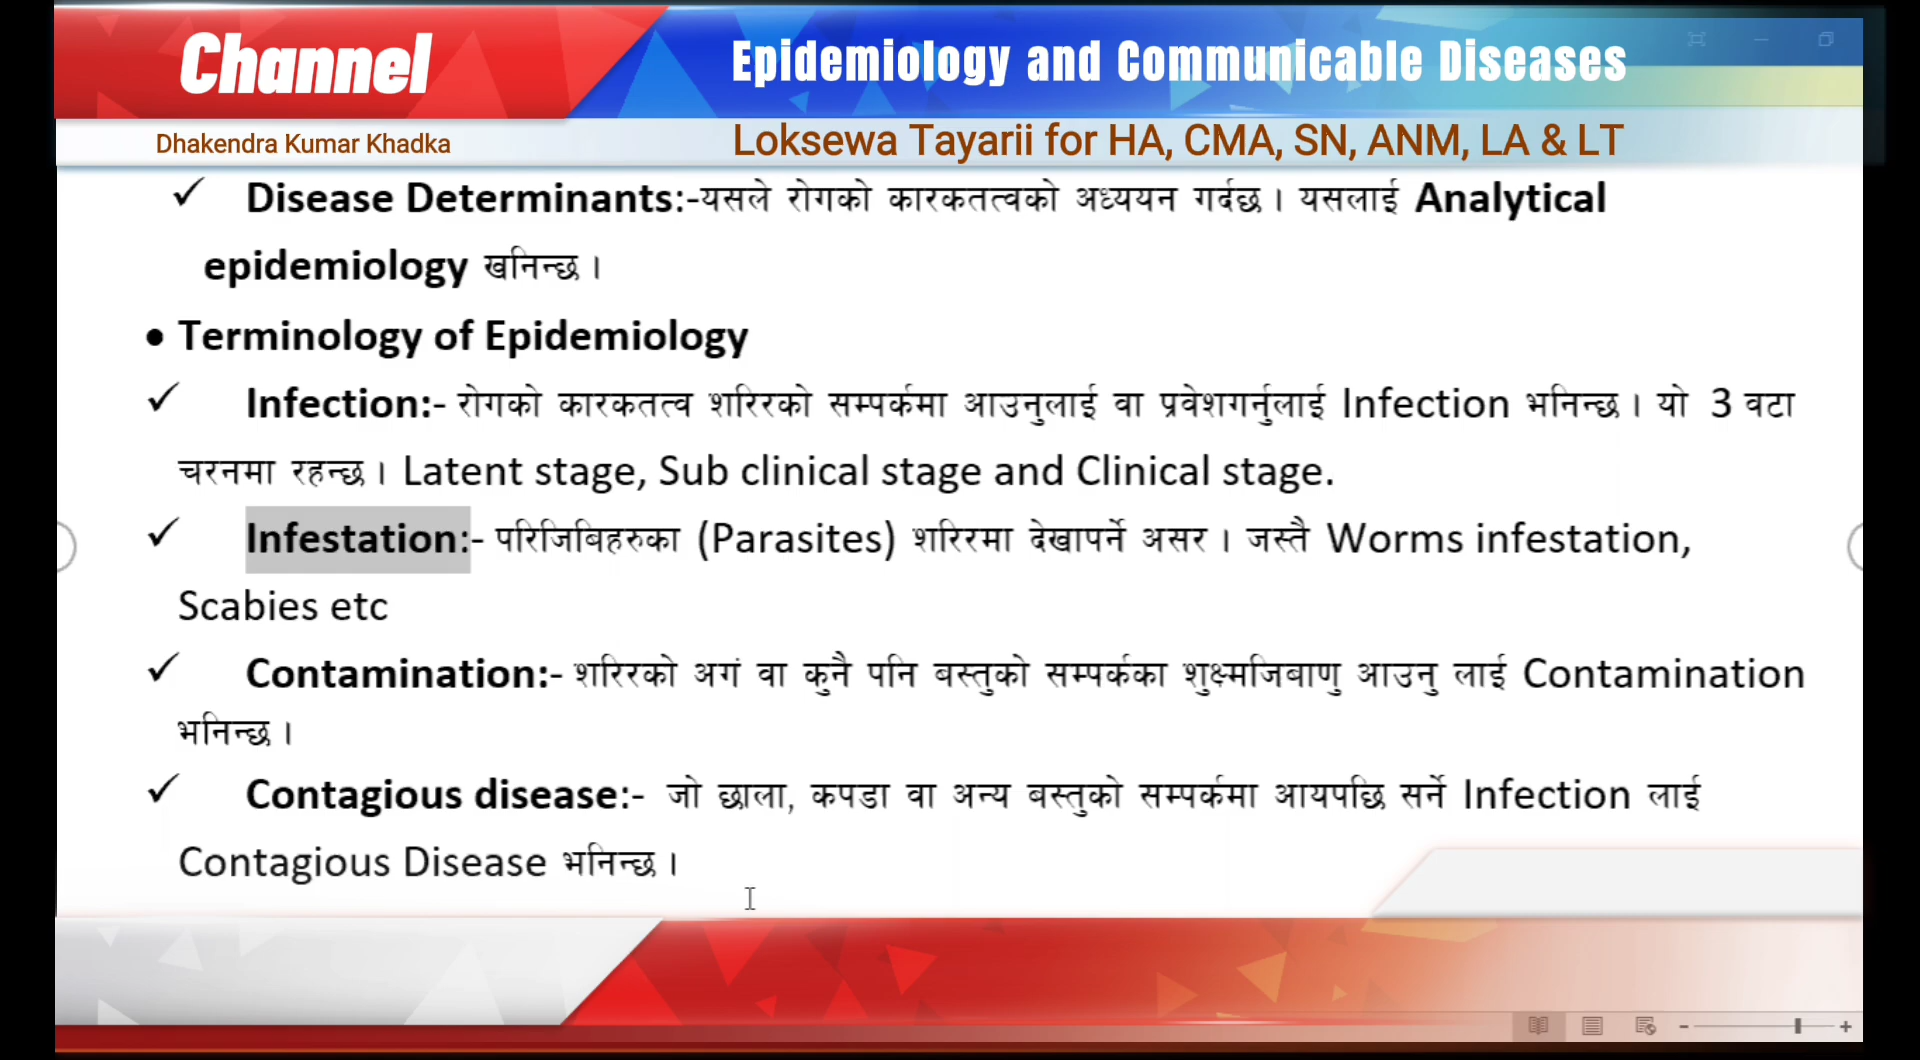 Channel
Epidemiology and Communicable Diseases
Dhakendra Kumar Khadka
Loksewa Tayarii for HA, CMA, SN, ANM, LA & LT
✓ Disease Determinants:-यसले रोगको कारकतत्वको अध्ययन गर्दछ । यसलाई Analytical
epidemiology खनिन्छ ।
• Terminology of Epidemiology
✓ Infection:- रोगको कारकतत्व शरिरको सम्पर्कमा आउनुलाई वा प्रवेशगर्नुलाई Infection भनिन्छ । यो 3 वटा
चरनमा रहन्छ । Latent stage, Sub clinical stage and Clinical stage.
✓ Infestation:- परिजिबिहरुका (Parasites) शरिरमा देखापर्ने असर । जस्तै Worms infestation,
Scabies etc
✓ Contamination:- शरिरको अगं वा कुनै पनि बस्तुको सम्पर्कका शुक्ष्मजिबाणु आउनु लाई Contamination
भनिन्छ ।
✓ Contagious disease:- जो छाला, कपडा वा अन्य बस्तुको सम्पर्कमा आयपछि सर्ने Infection लाई
Contagious Disease भनिन्छ ।